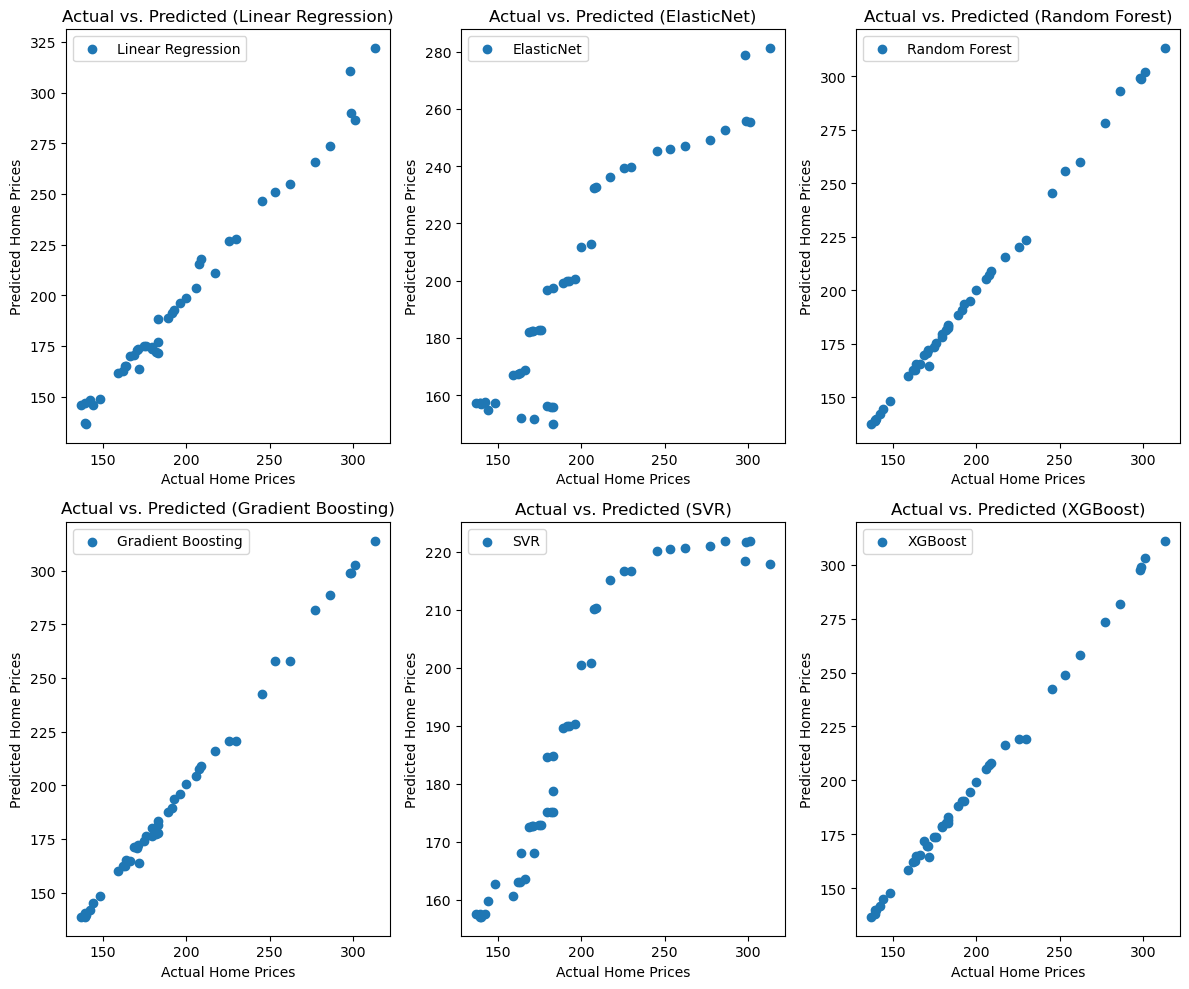 Actual vs. Predicted (Linear Regression)
Linear Regression
325
300
275
250
225
200
175
150
Predicted Home Prices
150 200 250 300
Actual Home Prices
Actual vs. Predicted (ElasticNet)
ElasticNet
280
260
240
220
200
180
160
Predicted Home Prices
150 200 250 300
Actual Home Prices
Actual vs. Predicted (Random Forest)
Random Forest
300
275
250
225
200
175
150
Predicted Home Prices
150 200 250 300
Actual Home Prices
Actual vs. Predicted (Gradient Boosting)
Gradient Boosting
300
275
250
225
200
175
150
Predicted Home Prices
150 200 250 300
Actual Home Prices
Actual vs. Predicted (SVR)
SVR
220
210
200
190
180
170
160
Predicted Home Prices
150 200 250 300
Actual Home Prices
Actual vs. Predicted (XGBoost)
XGBoost
300
275
250
225
200
175
150
Predicted Home Prices
150 200 250 300
Actual Home Prices